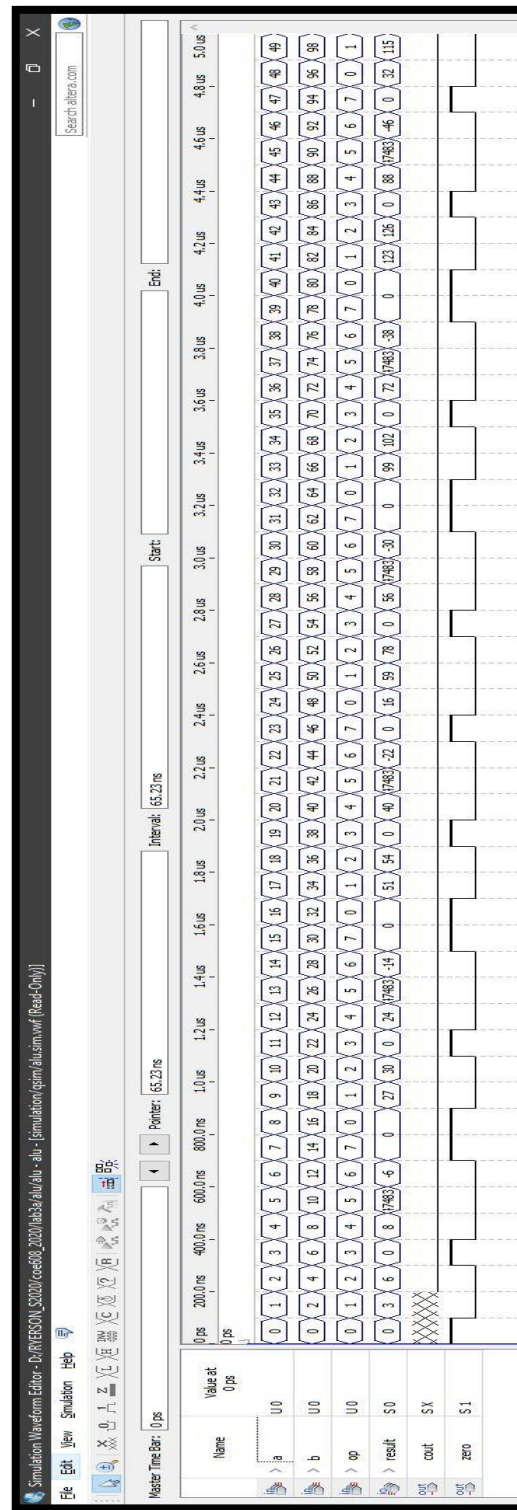 Simulation Waveform Editor - D:/RYERSON_S2020/coe608_2020/lab3a/alu/alu - alu - [simulation/qsim/alu.sim.vwf (Read-Only)]
File Edit View Simulation Help Search altera.com
Master Time Bar: 0 ps Pointer: 65.23 ns Interval: 65.23 ns Start: End:
Name Value at 0 ps 0 ps 200.0 ns 400.0 ns 600.0 ns 800.0 ns 1.0 us 1.2 us 1.4 us 1.6 us 1.8 us 2.0 us 2.2 us 2.4 us 2.6 us 2.8 us 3.0 us 3.2 us 3.4 us 3.6 us 3.8 us 4.0 us 4.2 us 4.4 us 4.6 us 4.8 us 5.0 us
0 ps
a U 0 0 1 2 3 4 5 6 7 8 9 10 11 12 13 14 15 16 17 18 19 20 21 22 23 24 25 26 27 28 29 30 31 32 33 34 35 36 37 38 39 40 41 42 43 44 45 46 47 48 49
b U 0 0 2 4 6 8 10 12 14 16 18 20 22 24 26 28 30 32 34 36 38 40 42 44 46 48 50 52 54 56 58 60 62 64 66 68 70 72 74 76 78 80 82 84 86 88 90 92 94 96 98
op U 0 0 1 2 3 4 5 6 7 0 1 2 3 4 5 6 7 0 1 2 3 4 5 6 7 0 1 2 3 4 5 6 7 0 1 2 3 4 5 6 7 0 1 2 3 4 5 6 7 0 1
result S 0 0 3 6 0 8 17483 -6 0 27 30 0 24 17483 -14 0 51 54 0 40 17483 -22 0 16 59 78 0 56 17483 -30 0 99 102 0 72 17483 -38 0 123 126 0 88 17483 -46 0 32 115
cout S X
zero S 1